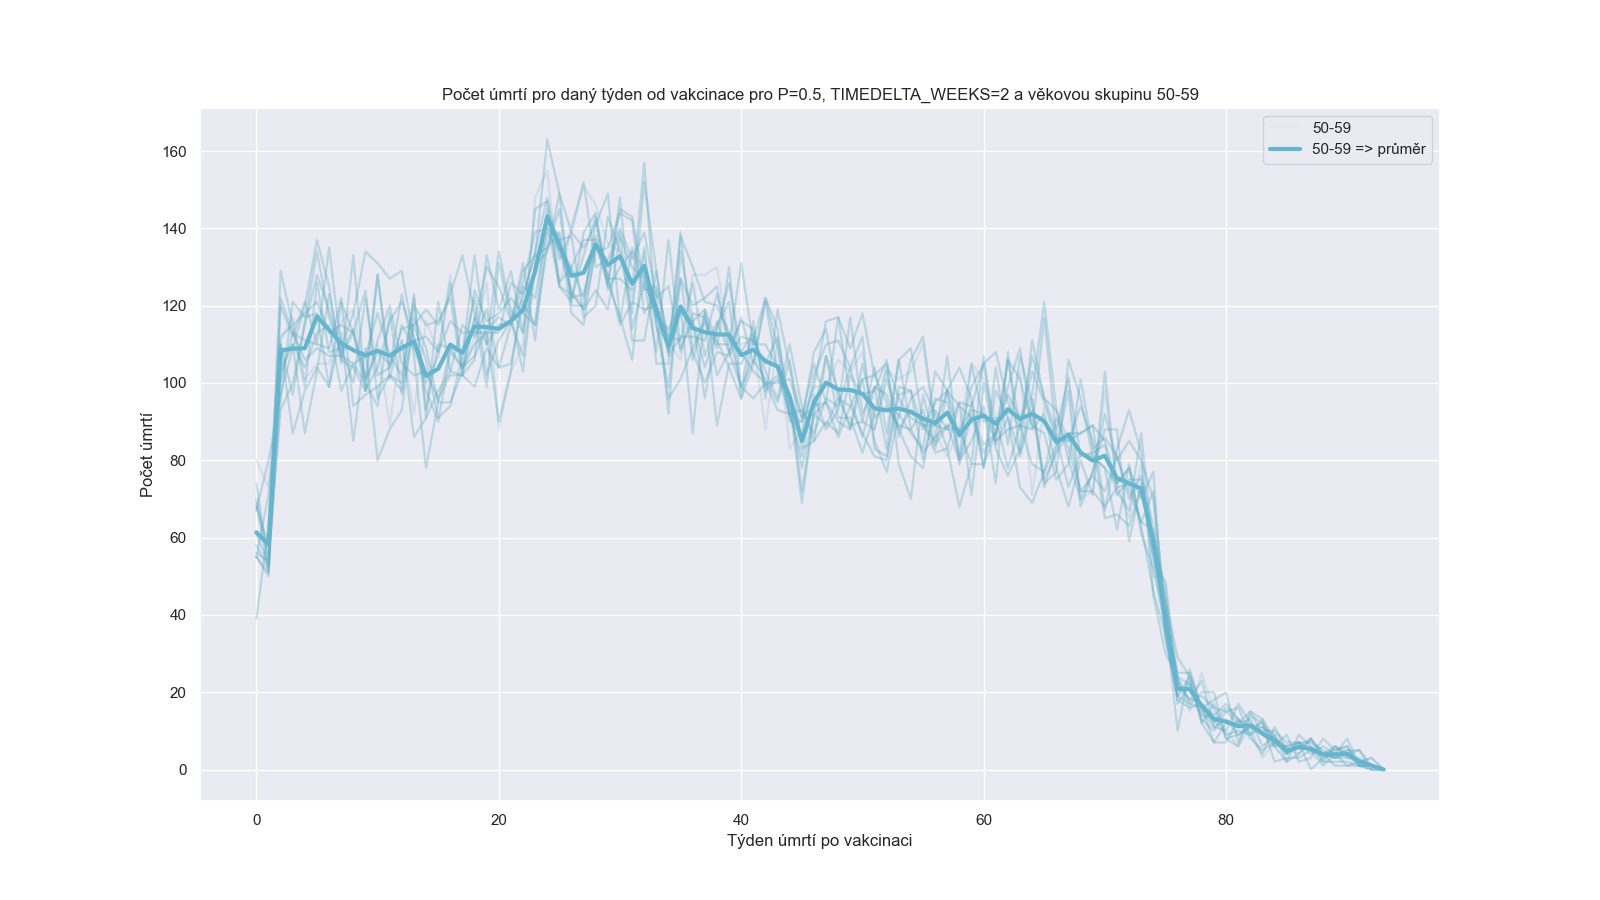 Počet úmrtí pro daný týden od vakcinace pro P=0.5, TIMEDELTA_WEEKS=2 a věkovou skupinu 50-59
50-59
50-59 => průměr
160
140
120
100
80
60
40
20
0
Počet úmrtí
0 20 40 60 80
Týden úmrtí po vakcinaci